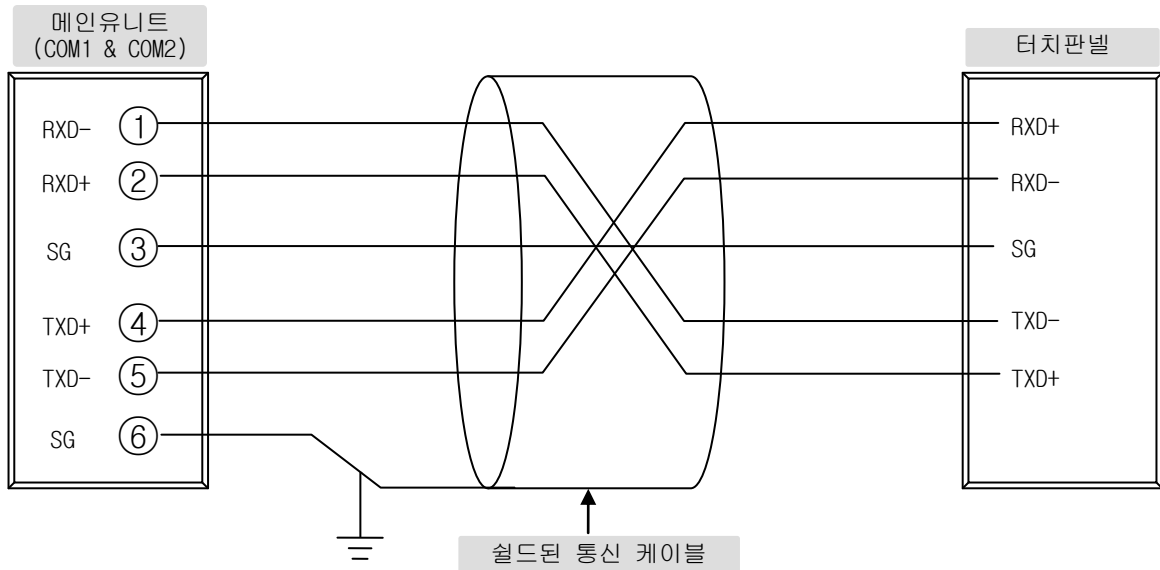 메인유니트
(COM1 & COM2)
터치판넬
RXD- ①
RXD+ ②
SG ③
TXD+ ④
TXD- ⑤
SG ⑥
RXD+
RXD-
SG
TXD-
TXD+
쉴드된 통신 케이블